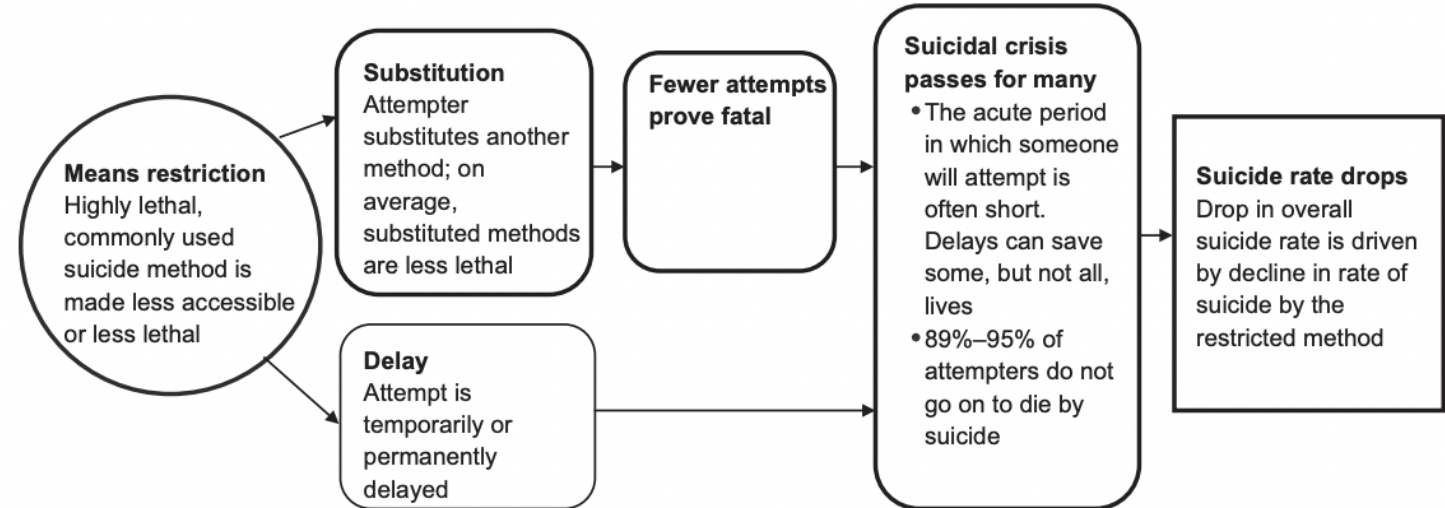 Means restriction
Highly lethal,
commonly used
suicide method is
made less accessible
or less lethal
Substitution
Attempter
substitutes another
method; on
average,
substituted methods
are less lethal
Delay
Attempt is
temporarily or
permanently
delayed
Fewer attempts
prove fatal
Suicidal crisis
passes for many
•The acute period
in which someone
will attempt is
often short.
Delays can save
some, but not all,
lives
•89%–95% of
attempters do not
go on to die by
suicide
Suicide rate drops
Drop in overall
suicide rate is driven
by decline in rate of
suicide by the
restricted method